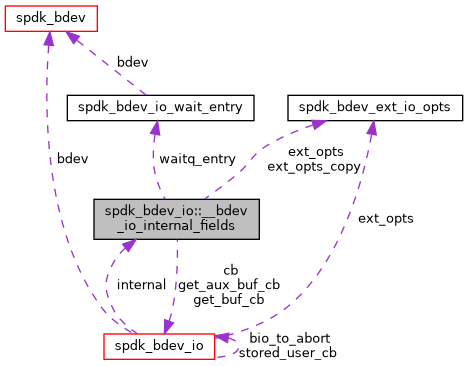 spdk_bdev
bdev
spdk_bdev_io_wait_entry
spdk_bdev_ext_io_opts
bdev
waitq_entry
ext_opts
ext_opts_copy
spdk_bdev_io::__bdev
_io_internal_fields
ext_opts
internal
cb
get_aux_buf_cb
get_buf_cb
spdk_bdev_io
bio_to_abort
stored_user_cb